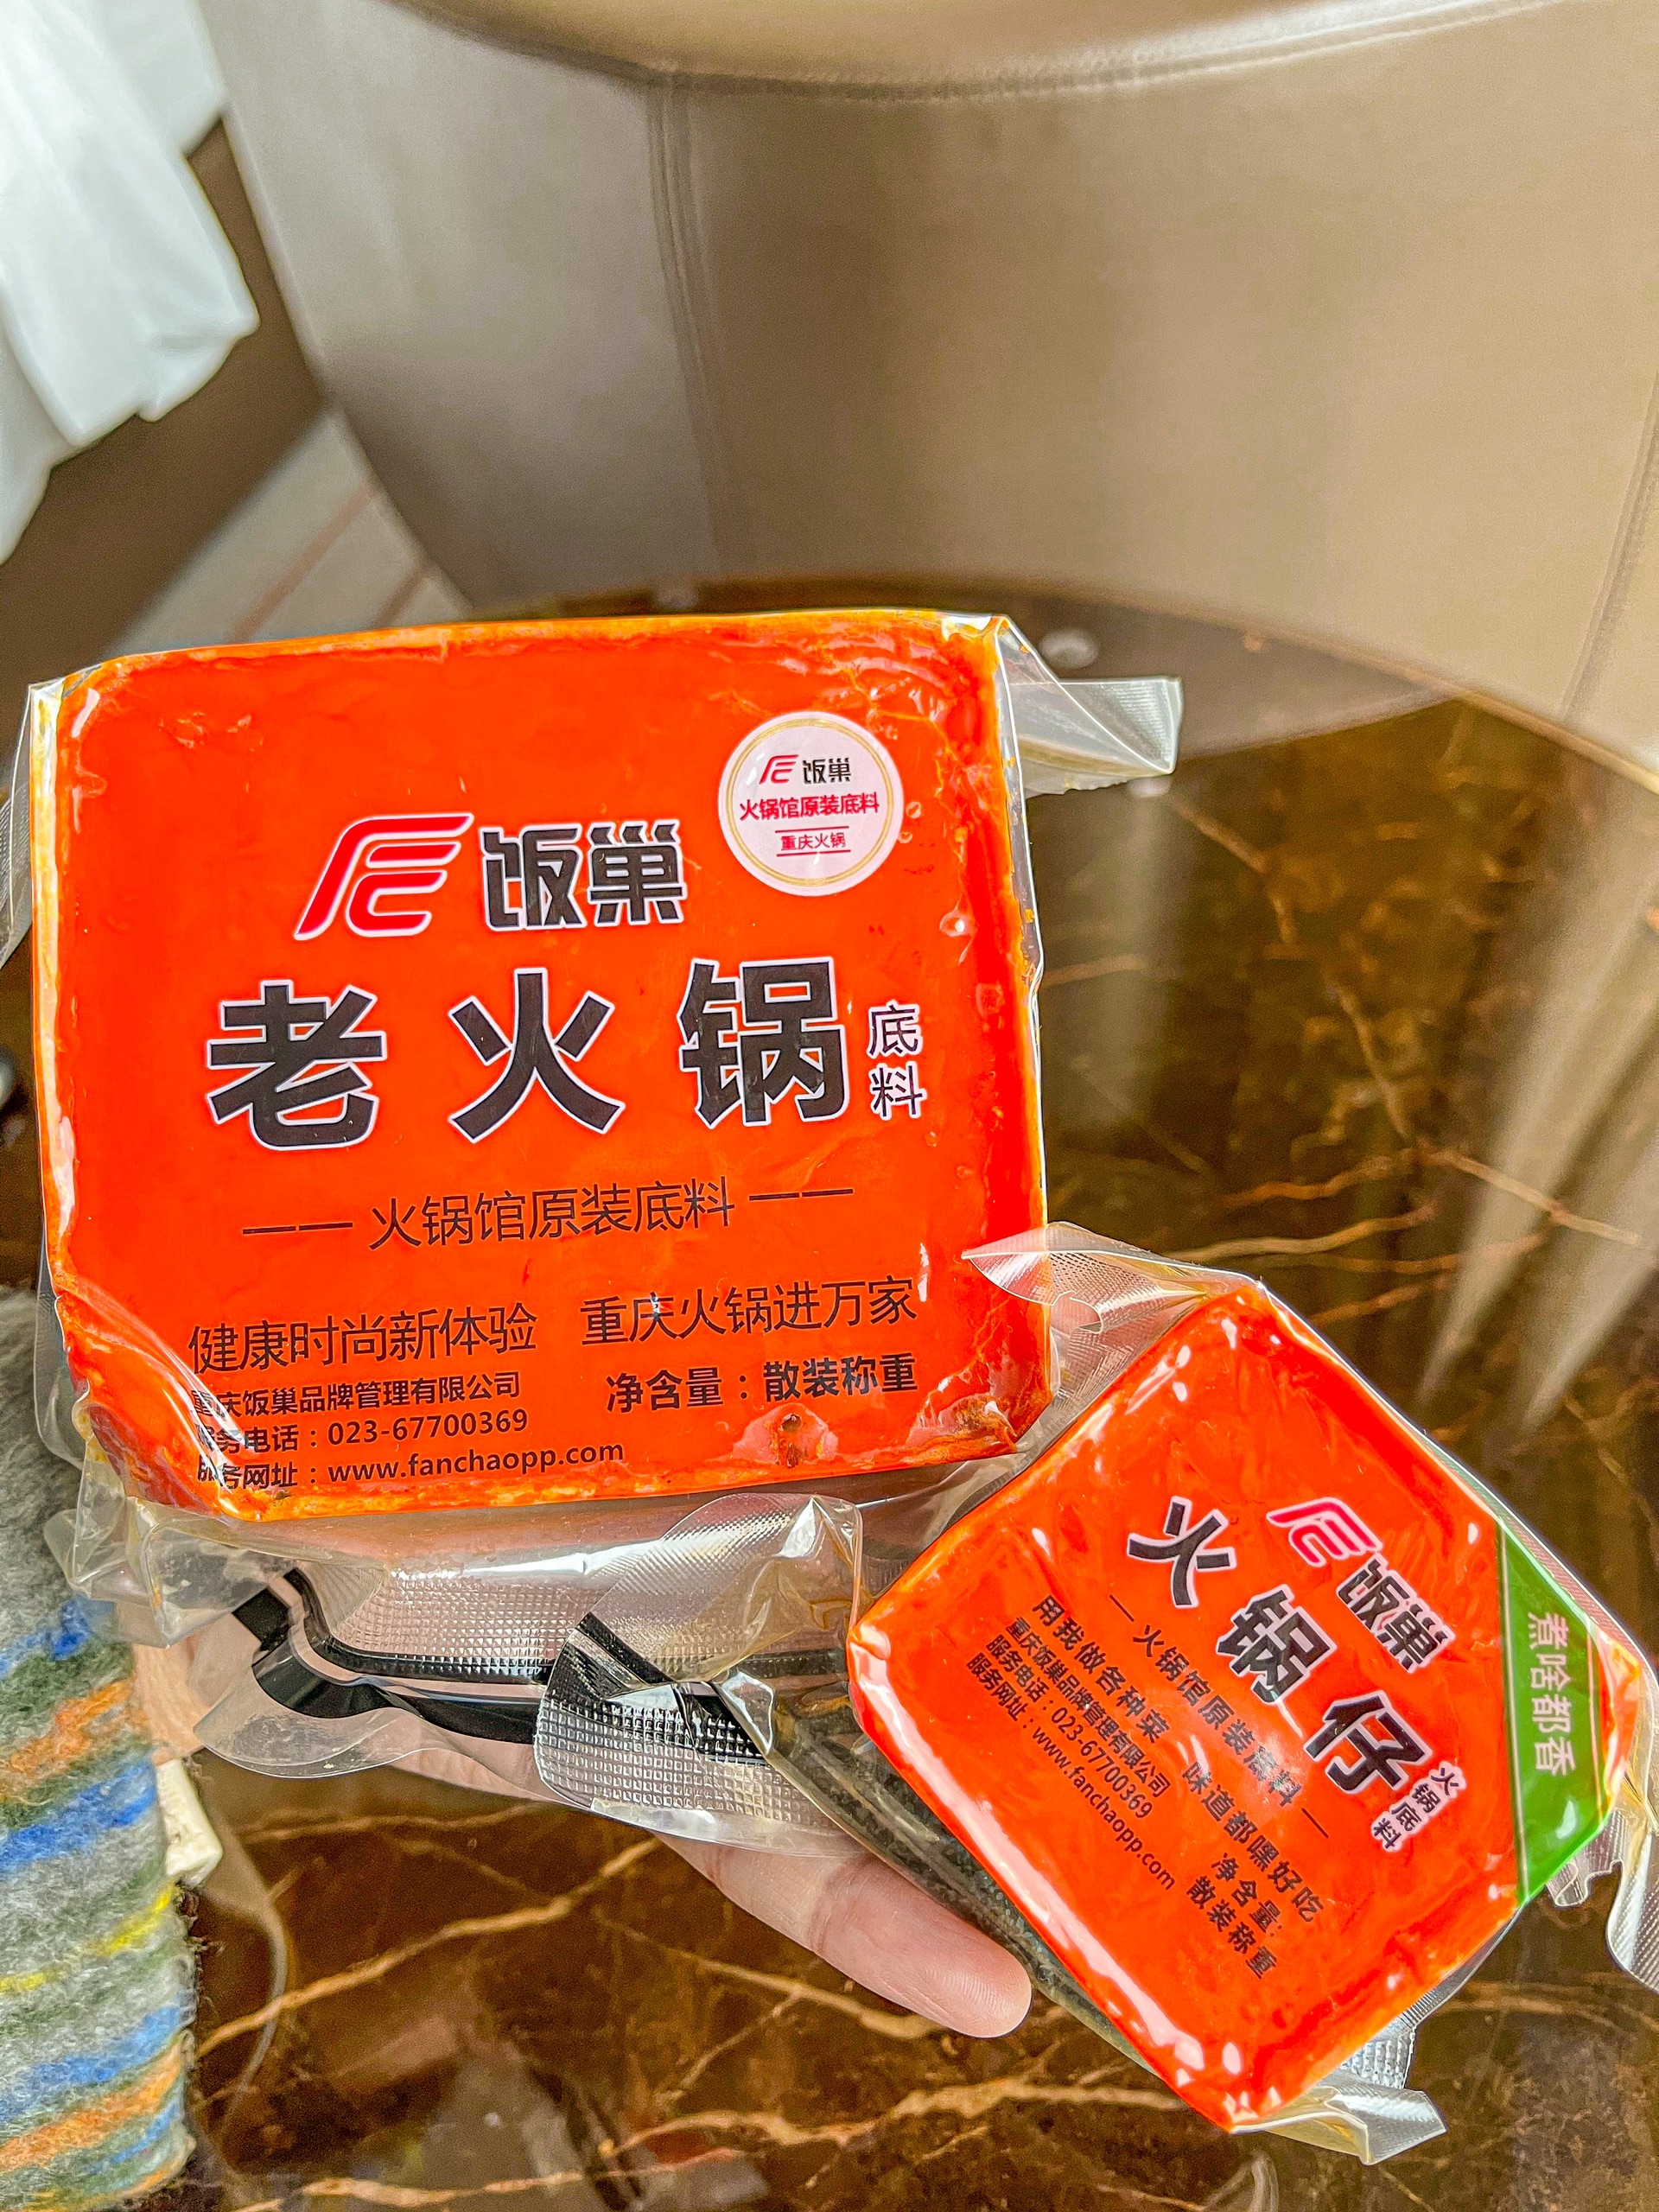 FC 饭巢
火锅馆原装底料
重庆火锅
FC 饭巢
老火锅
底料
—— 火锅馆原装底料 ——
健康时尚新体验 重庆火锅进万家
重庆饭巢品牌管理有限公司
服务电话：023-67700369
服务网址：www.fanchaopp.com
净含量：散装称重
煮啥都香
FC 饭巢
火锅仔
火锅底料
— 火锅馆原装底料 —
用我做各种菜 味道都嘿好吃
重庆饭巢品牌管理有限公司
服务电话：023-67700369
服务网址：www.fanchaopp.com
净含量：
散装称重